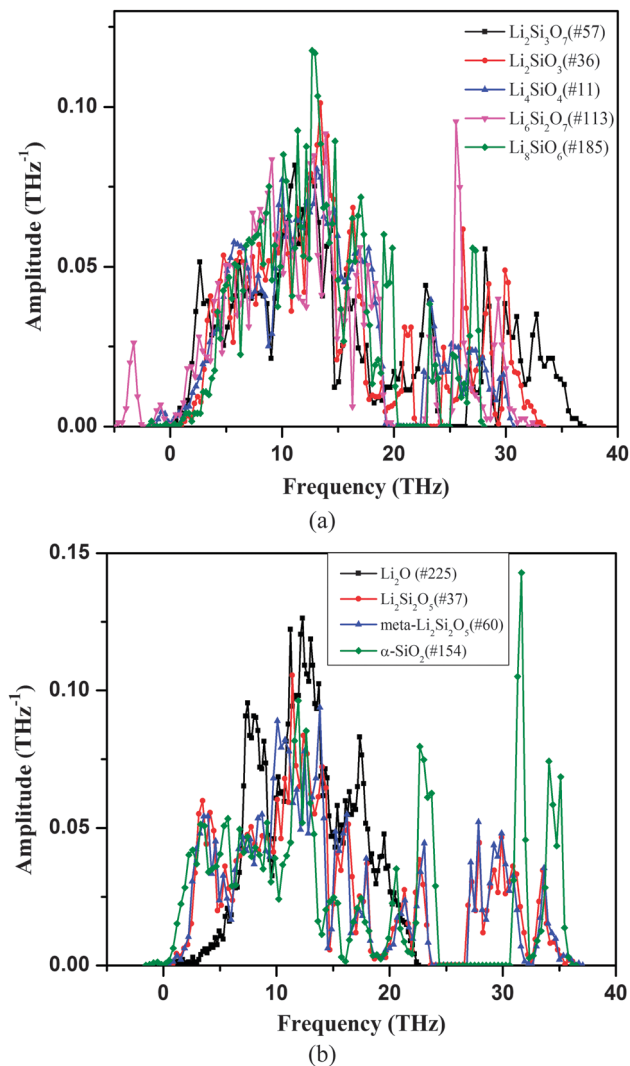 Li₂Si₃O₇(#57)
Li₂SiO₃(#36)
Li₄SiO₄(#11)
Li₆Si₂O₇(#113)
Li₈SiO₆(#185)
0.10
0.05
0.00
Amplitude (THz⁻¹)
0 10 20 30 40
Frequency (THz)
(a)
Li₂O (#225)
Li₂Si₂O₅(#37)
meta-Li₂Si₂O₅(#60)
α-SiO₂(#154)
0.15
0.10
0.05
0.00
Amplitude (THz⁻¹)
0 10 20 30 40
Frequency (THz)
(b)